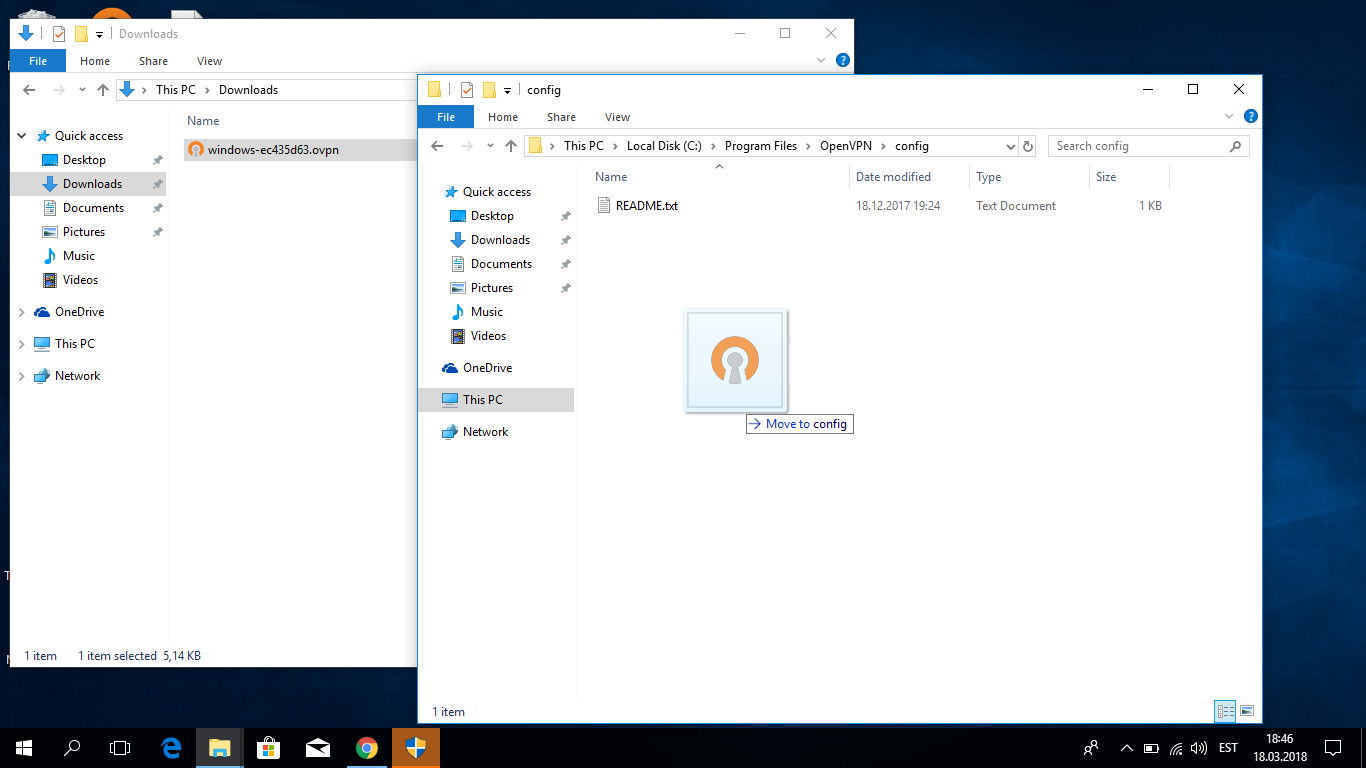 Downloads
File Home Share View
This PC Downloads
Name
windows-ec435d63.ovpn
Quick access
Desktop
Downloads
Documents
Pictures
Music
Videos
OneDrive
This PC
Network
1 item 1 item selected 5,14 KB
config
File Home Share View
This PC Local Disk (C:) Program Files OpenVPN config
Search config
Name Date modified Type Size
README.txt 18.12.2017 19:24 Text Document 1 KB
Quick access
Desktop
Downloads
Documents
Pictures
Music
Videos
OneDrive
This PC
Network
Move to config
1 item
EST
18:46
18.03.2018